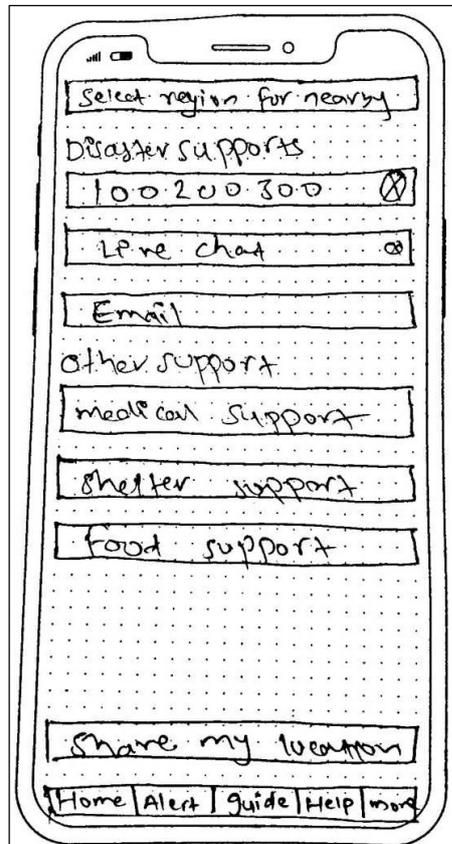 Select region for nearby
Disaster supports
100 200 300
Live chat
Email
Other support
medical support
shelter support
food support
Share my location
Home Alert guide Help more